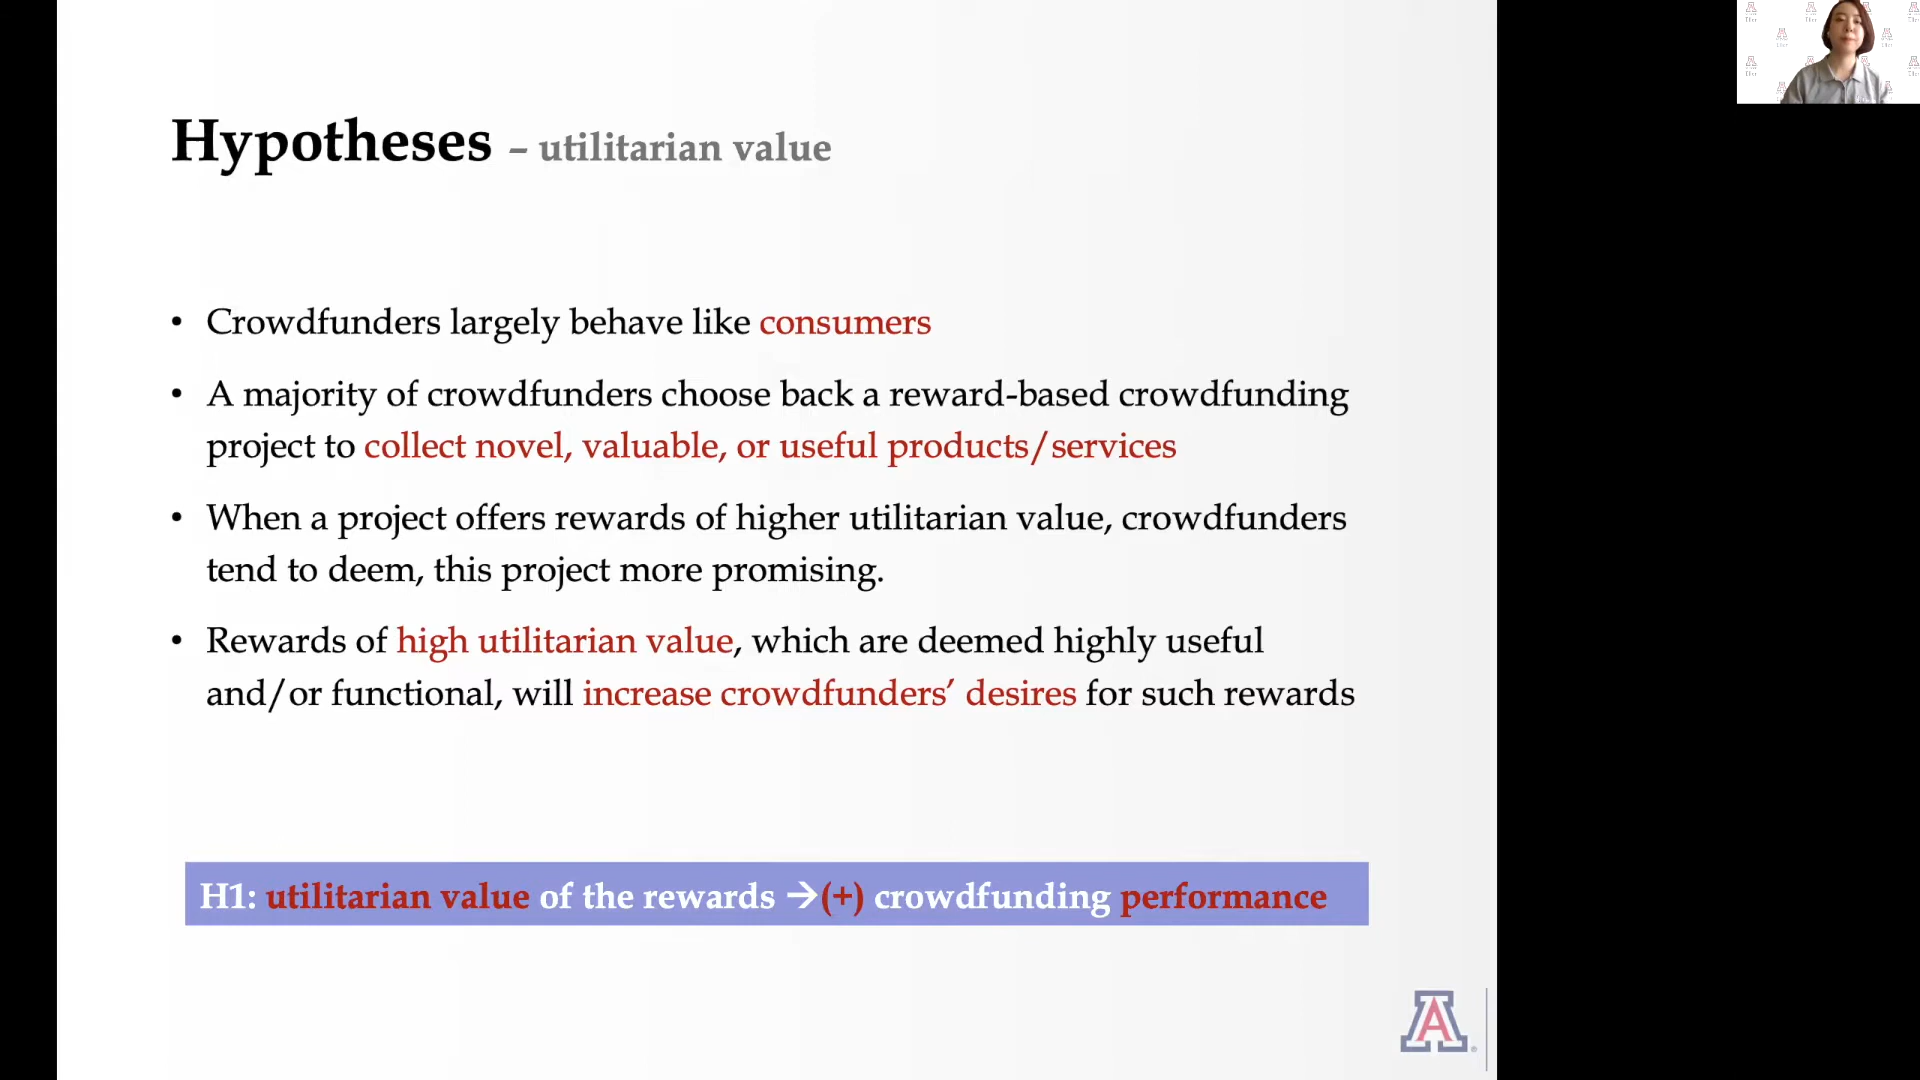 Hypotheses – utilitarian value
• Crowdfunders largely behave like consumers
• A majority of crowdfunders choose back a reward-based crowdfunding
project to collect novel, valuable, or useful products/services
• When a project offers rewards of higher utilitarian value, crowdfunders
tend to deem, this project more promising.
• Rewards of high utilitarian value, which are deemed highly useful
and/or functional, will increase crowdfunders’ desires for such rewards
H1: utilitarian value of the rewards →(+) crowdfunding performance
A